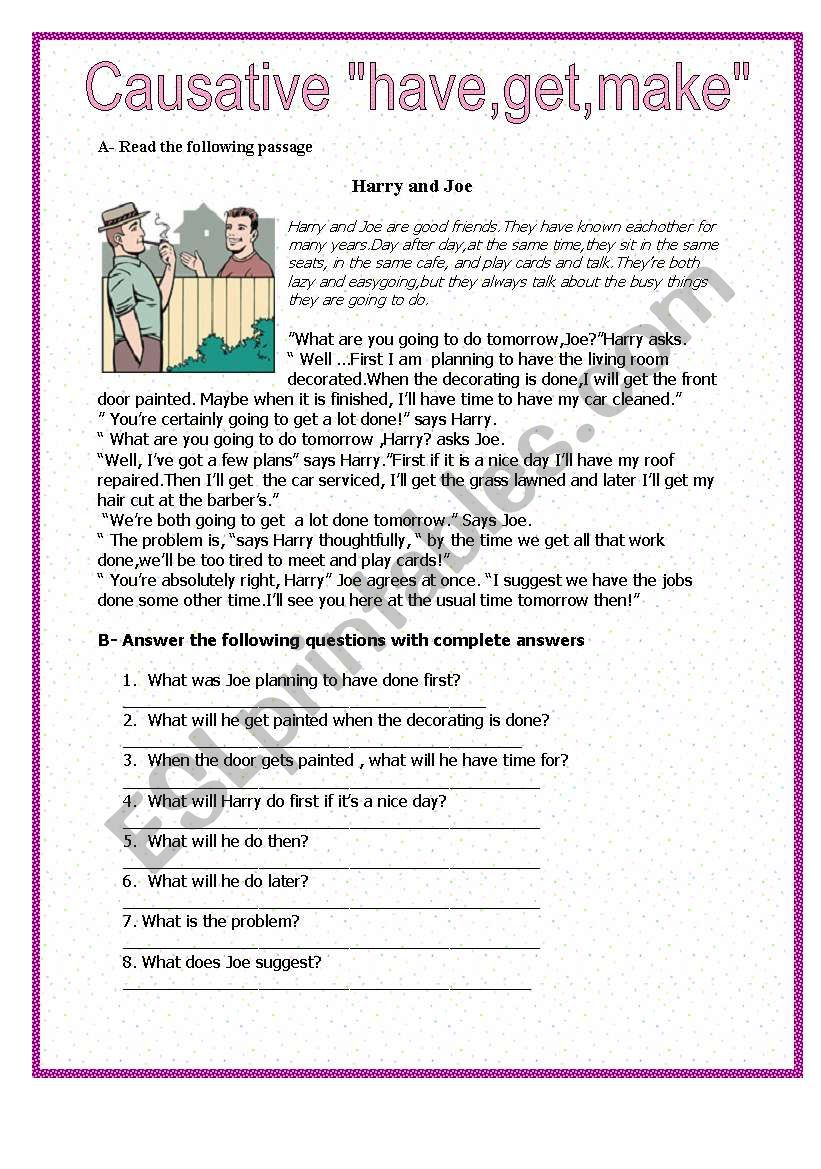 Causative "have,get,make"
A- Read the following passage
Harry and Joe
Harry and Joe are good friends.They have known eachother for
many years.Day after day,at the same time,they sit in the same
seats, in the same cafe, and play cards and talk.They're both
lazy and easygoing,but they always talk about the busy things
they are going to do.
"What are you going to do tomorrow,Joe?"Harry asks.
" Well ...First I am planning to have the living room
decorated.When the decorating is done,I will get the front
door painted. Maybe when it is finished, I'll have time to have my car cleaned."
" You're certainly going to get a lot done!" says Harry.
" What are you going to do tomorrow ,Harry? asks Joe.
"Well, I've got a few plans" says Harry."First if it is a nice day I'll have my roof
repaired.Then I'll get the car serviced, I'll get the grass lawned and later I'll get my
hair cut at the barber's."
"We're both going to get a lot done tomorrow." Says Joe.
" The problem is, "says Harry thoughtfully, " by the time we get all that work
done,we'll be too tired to meet and play cards!"
" You're absolutely right, Harry" Joe agrees at once. "I suggest we have the jobs
done some other time.I'll see you here at the usual time tomorrow then!"
B- Answer the following questions with complete answers
1. What was Joe planning to have done first?
2. What will he get painted when the decorating is done?
3. When the door gets painted , what will he have time for?
4. What will Harry do first if it's a nice day?
5. What will he do then?
6. What will he do later?
7. What is the problem?
8. What does Joe suggest?
ESLprintables.com